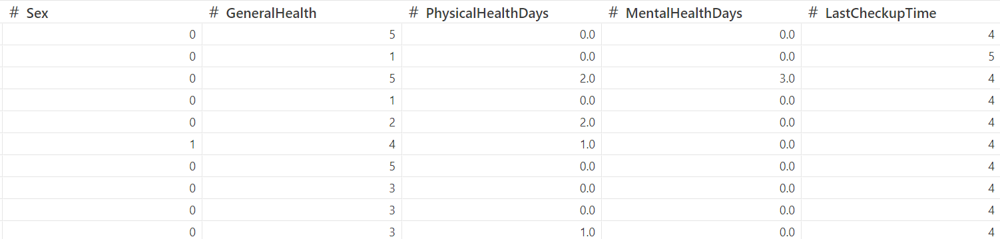 # Sex # GeneralHealth # PhysicalHealthDays # MentalHealthDays # LastCheckupTime
0 5 0.0 0.0 4
0 1 0.0 0.0 5
0 5 2.0 3.0 4
0 1 0.0 0.0 4
0 2 2.0 0.0 4
1 4 1.0 0.0 4
0 5 0.0 0.0 4
0 3 0.0 0.0 4
0 3 0.0 0.0 4
0 3 1.0 0.0 4